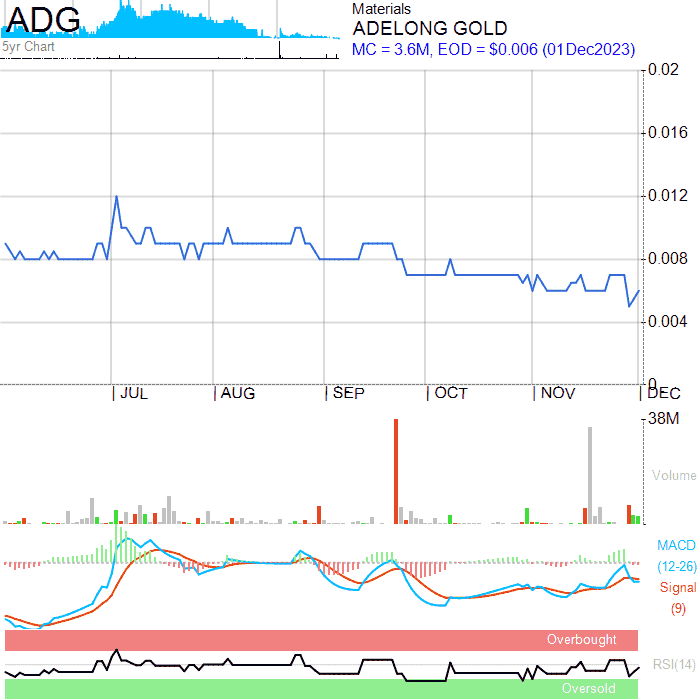 ADG
5yr Chart
Materials
ADELONG GOLD
MC = 3.6M, EOD = $0.006 (01Dec2023)
0.02
0.016
0.012
0.008
0.004
0
JUL
AUG
SEP
OCT
NOV
DEC
38M
Volume
MACD
(12-26)
Signal
(9)
Overbought
RSI(14)
Oversold